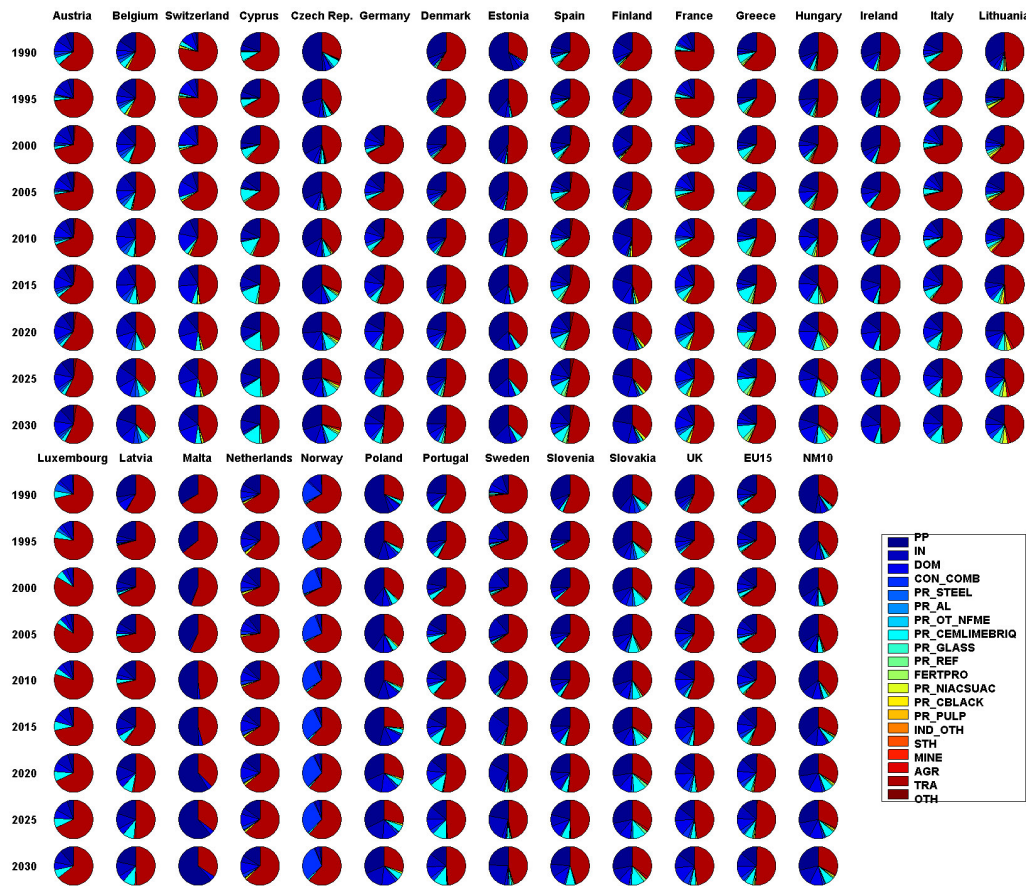 Austria Belgium Switzerland Cyprus Czech Rep. Germany Denmark Estonia Spain Finland France Greece Hungary Ireland Italy Lithuania
1990
1995
2000
2005
2010
2015
2020
2025
2030
Luxembourg Latvia Malta Netherlands Norway Poland Portugal Sweden Slovenia Slovakia UK EU15 NM10
1990
1995
2000
2005
2010
2015
2020
2025
2030
PP
IN
DOM
CON_COMB
PR_STEEL
PR_AL
PR_OT_NFME
PR_CEMLIMEBRIQ
PR_GLASS
PR_REF
FERTPRO
PR_NIACSUAC
PR_CBLACK
PR_PULP
IND_OTH
STH
MINE
AGR
TRA
OTH